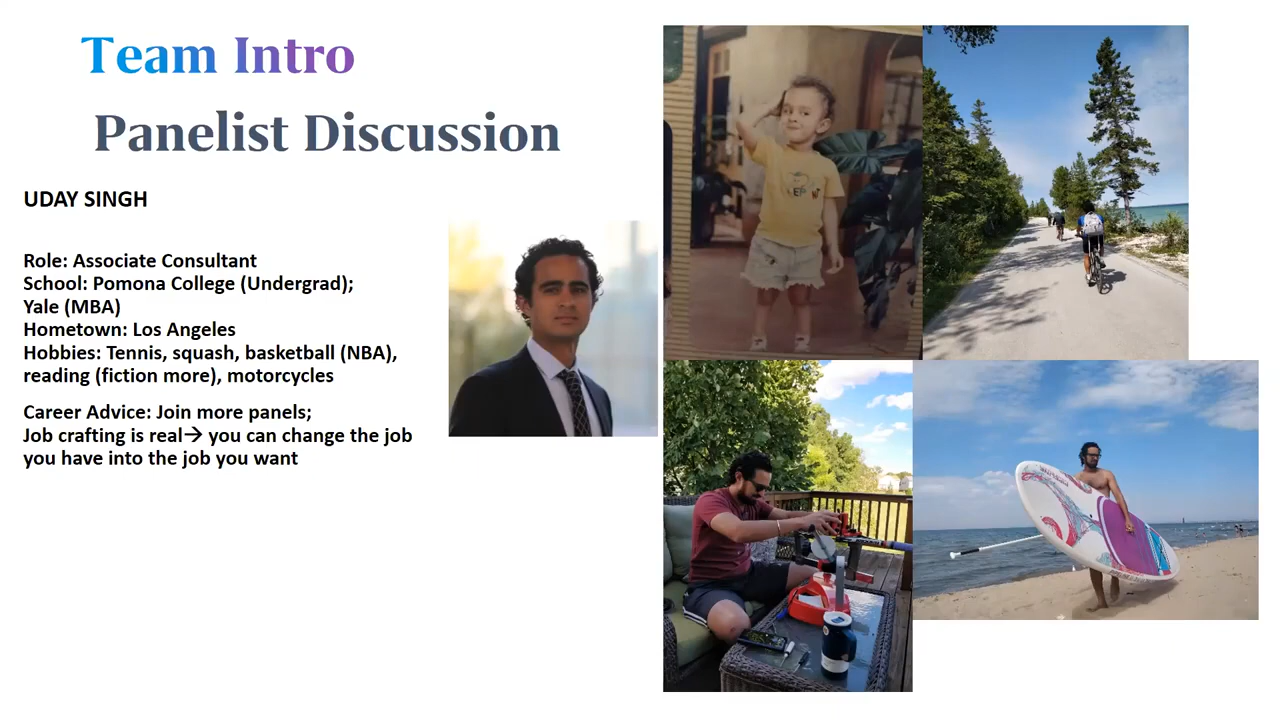 Team Intro
Panelist Discussion
UDAY SINGH
Role: Associate Consultant
School: Pomona College (Undergrad);
Yale (MBA)
Hometown: Los Angeles
Hobbies: Tennis, squash, basketball (NBA),
reading (fiction more), motorcycles
Career Advice: Join more panels;
Job crafting is real→ you can change the job
you have into the job you want